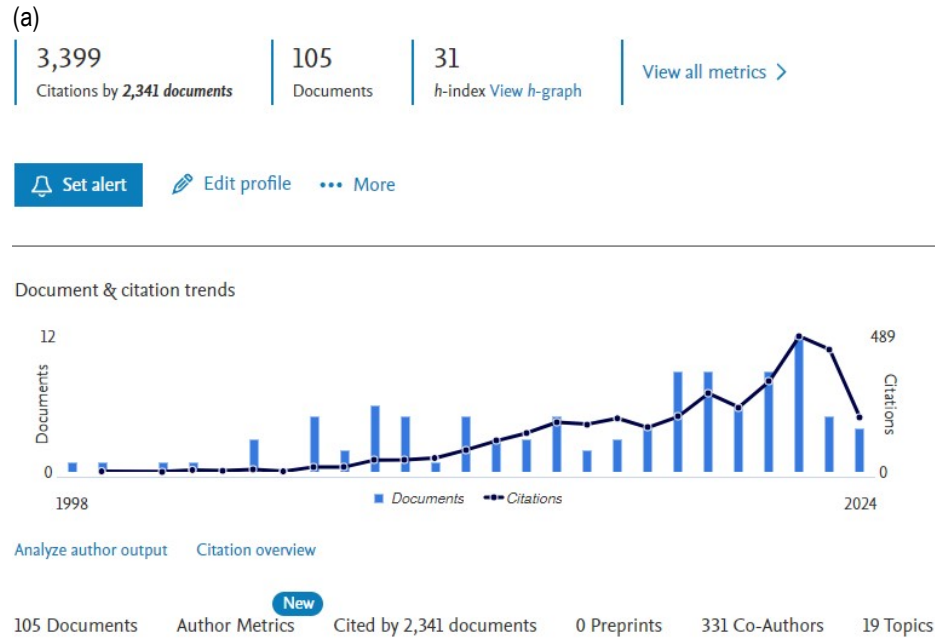 (a)
3,399 105 31
Citations by 2,341 documents Documents h-index View h-graph View all metrics >
Set alert Edit profile ••• More
Document & citation trends
12 489
Documents Citations
0 0
1998 Documents Citations 2024
Analyze author output Citation overview
New
105 Documents Author Metrics Cited by 2,341 documents 0 Preprints 331 Co-Authors 19 Topics